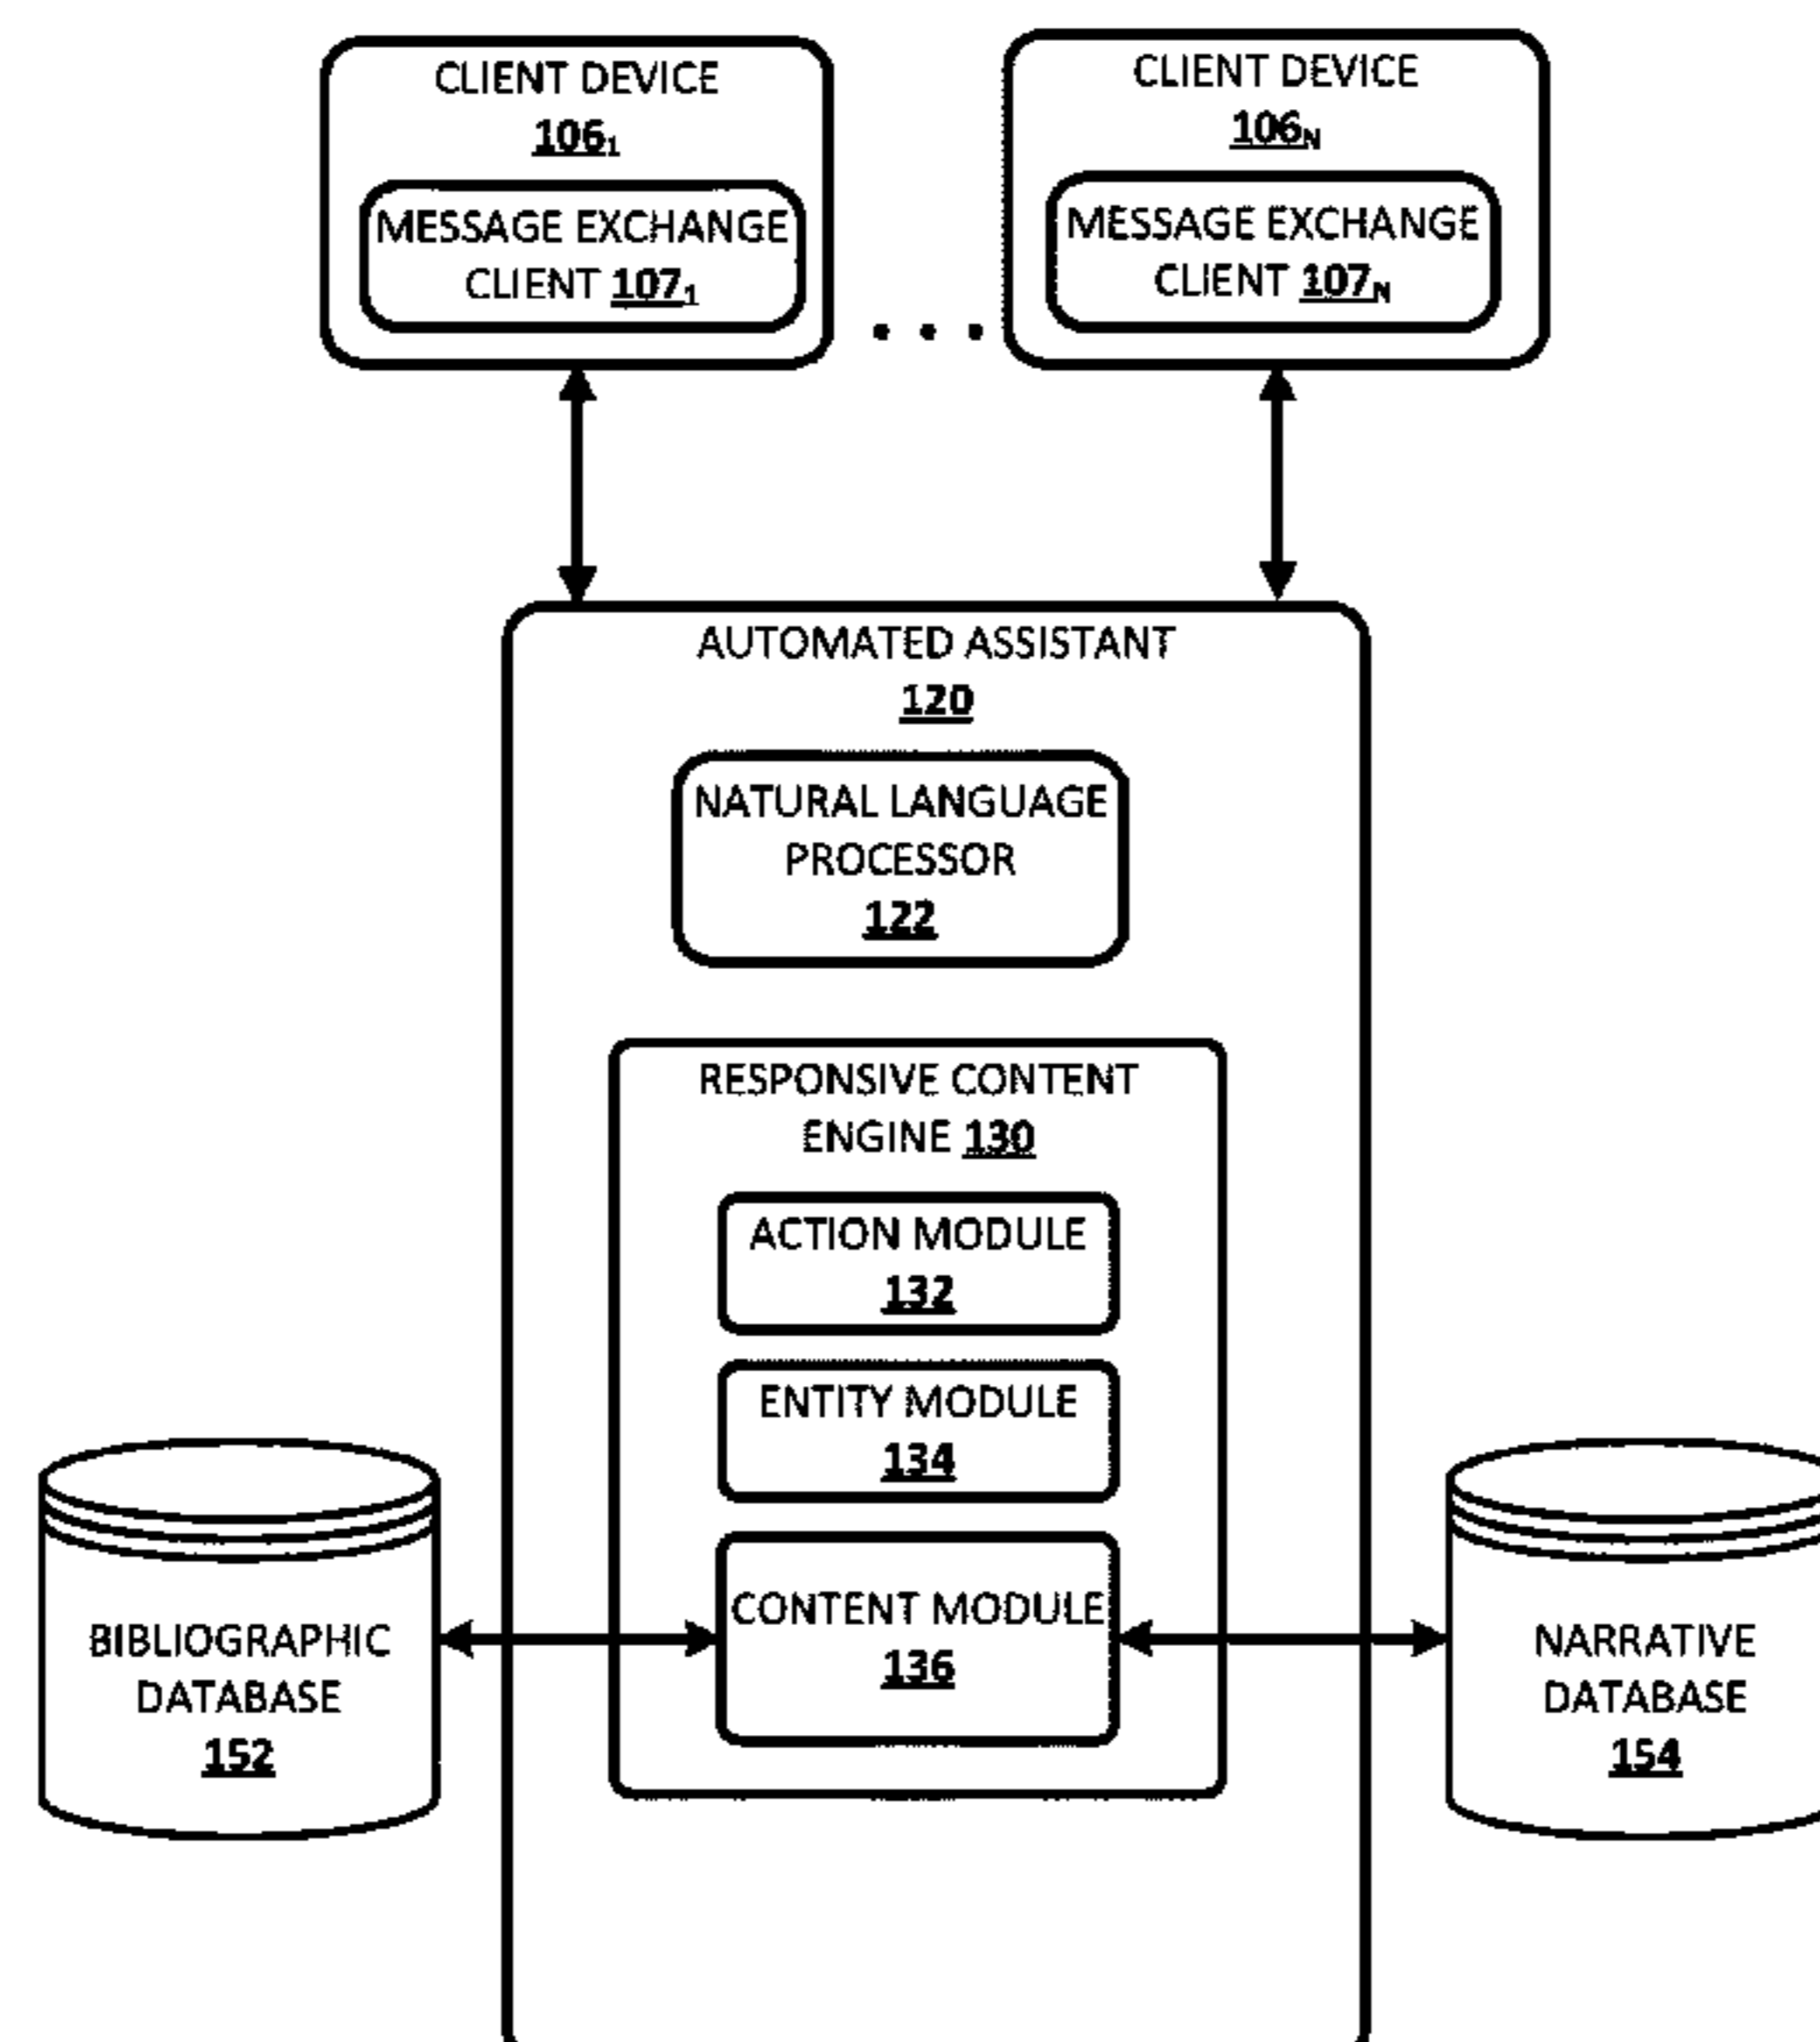 CLIENT DEVICE
106₁
MESSAGE EXCHANGE
CLIENT 107₁
. . .
CLIENT DEVICE
106ₙ
MESSAGE EXCHANGE
CLIENT 107ₙ
AUTOMATED ASSISTANT
120
NATURAL LANGUAGE
PROCESSOR
122
RESPONSIVE CONTENT
ENGINE 130
ACTION MODULE
132
ENTITY MODULE
134
CONTENT MODULE
136
BIBLIOGRAPHIC
DATABASE
152
NARRATIVE
DATABASE
154